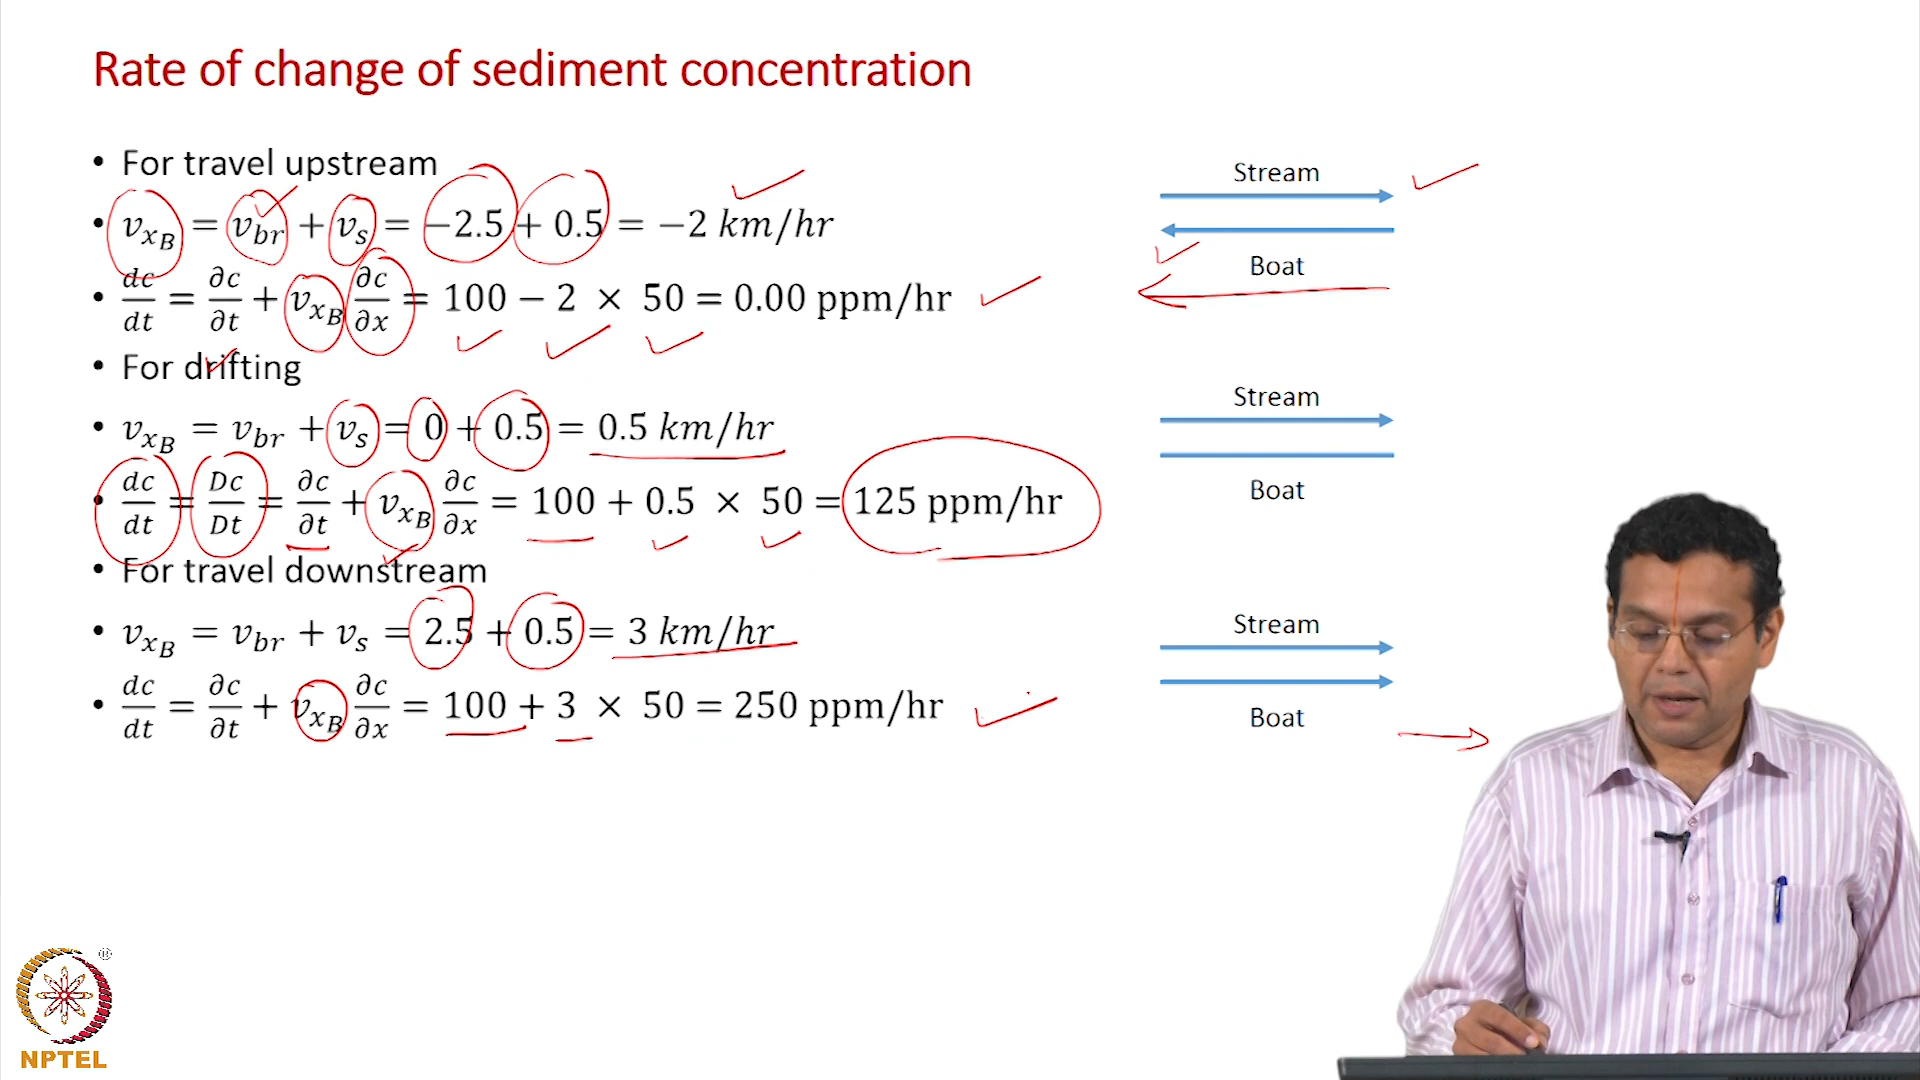 Rate of change of sediment concentration
• For travel upstream
• v_{x_B} = v_{br} + v_s = −2.5 + 0.5 = −2 km/hr
• dc/dt = ∂c/∂t + v_{x_B} ∂c/∂x = 100 − 2 × 50 = 0.00 ppm/hr
• For drifting
• v_{x_B} = v_{br} + v_s = 0 + 0.5 = 0.5 km/hr
• dc/dt = Dc/Dt = ∂c/∂t + v_{x_B} ∂c/∂x = 100 + 0.5 × 50 = 125 ppm/hr
• For travel downstream
• v_{x_B} = v_{br} + v_s = 2.5 + 0.5 = 3 km/hr
• dc/dt = ∂c/∂t + v_{x_B} ∂c/∂x = 100 + 3 × 50 = 250 ppm/hr
Stream
Boat
Stream
Boat
Stream
Boat
®
NPTEL